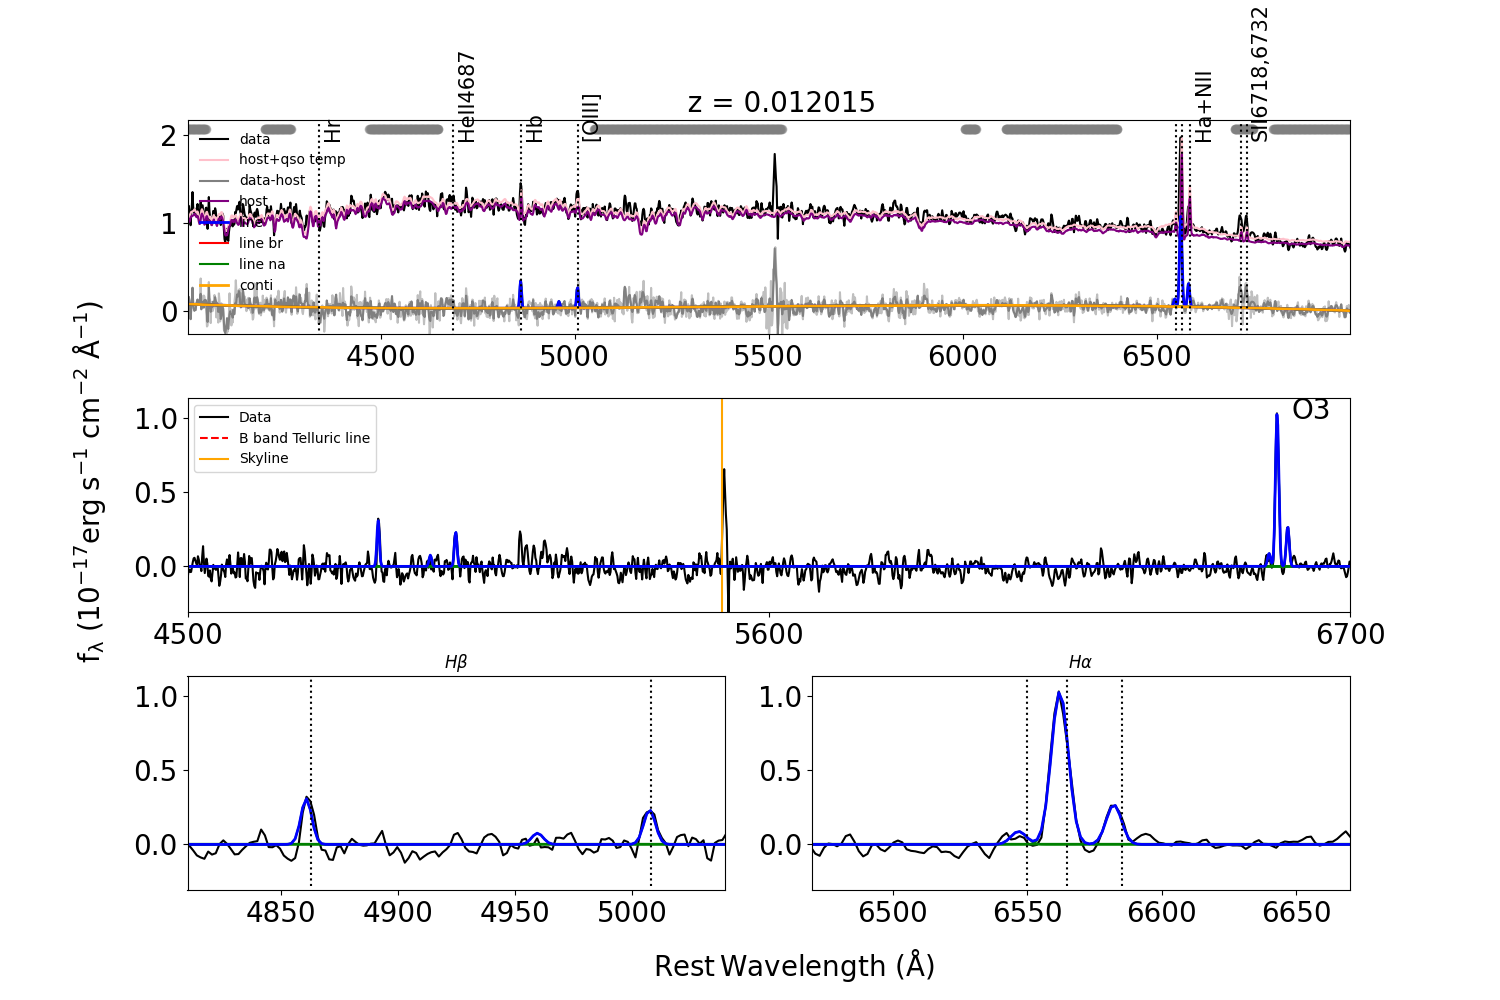 z = 0.012015
Hr
HeII4687
Hb
[OIII]
Ha+NII
SII6718,6732
data
host+qso temp
data-host
host
line br
line na
conti
2
1
0
4500 5000 5500 6000 6500
f_λ (10^−17 erg s^−1 cm^−2 Å^−1)
Data
B band Telluric line
Skyline
O3
1.0
0.5
0.0
4500 5600 6700
Hβ
1.0
0.5
0.0
4850 4900 4950 5000
Hα
1.0
0.5
0.0
6500 6550 6600 6650
Rest Wavelength (Å)